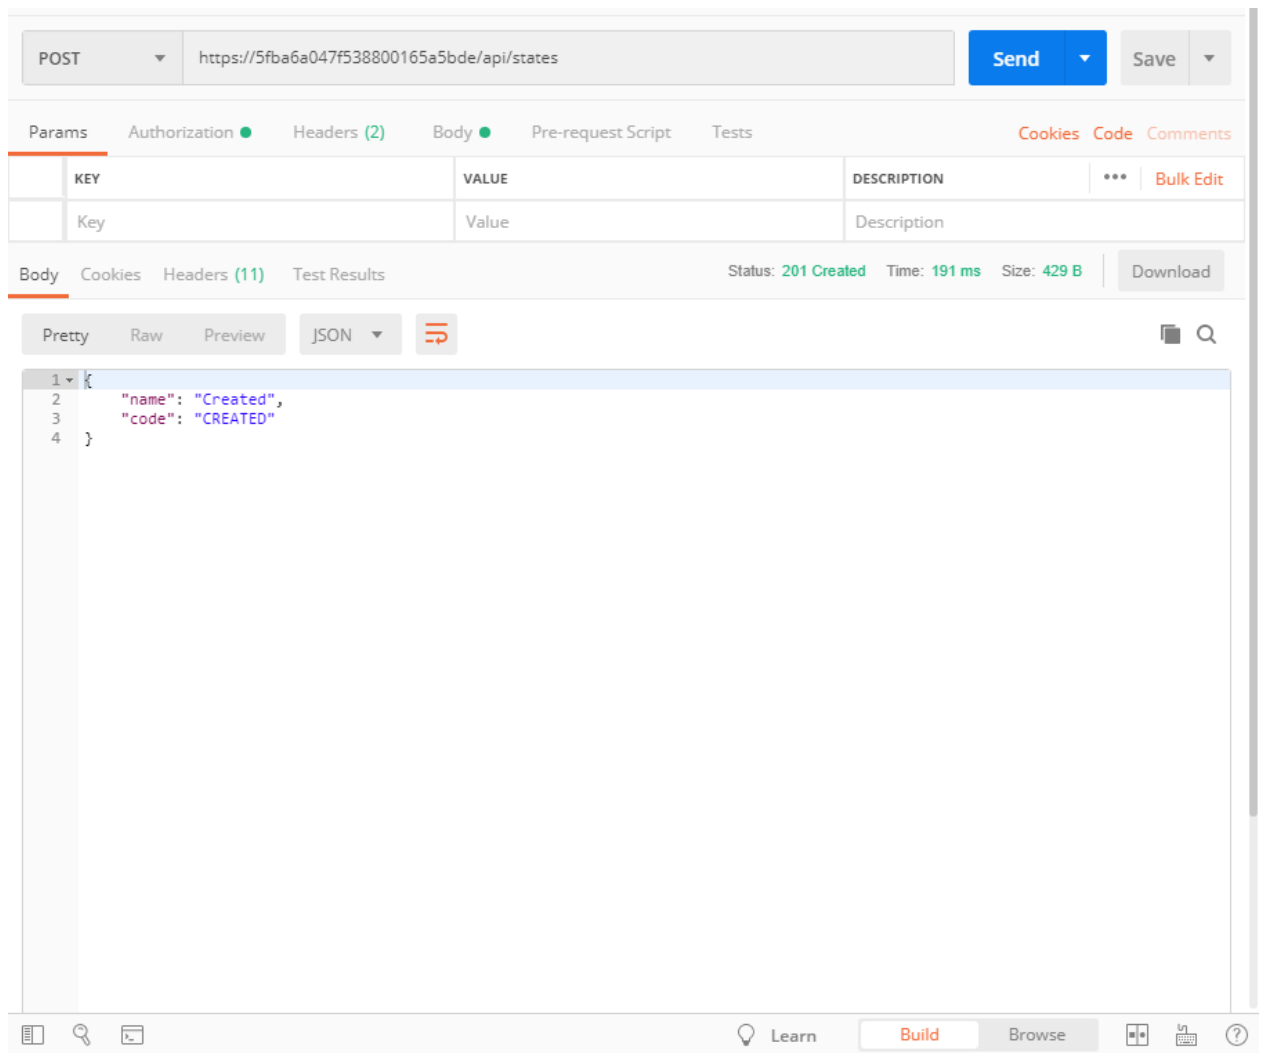 POST https://5fba6a047f538800165a5bde/api/states Send Save
Params Authorization Headers (2) Body Pre-request Script Tests Cookies Code Comments
KEY VALUE DESCRIPTION Bulk Edit
Key Value Description
Body Cookies Headers (11) Test Results Status: 201 Created Time: 191 ms Size: 429 B Download
Pretty Raw Preview JSON
1 {
2 "name": "Created",
3 "code": "CREATED"
4 }
Learn Build Browse